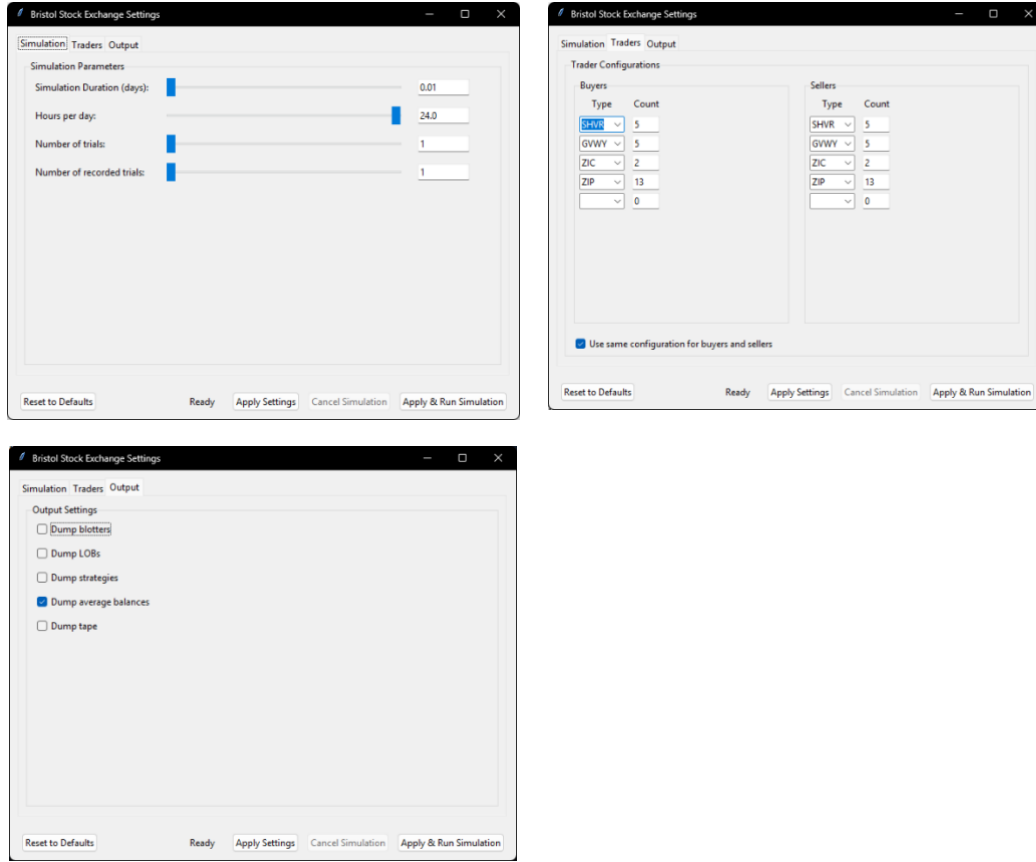 Bristol Stock Exchange Settings
Simulation Traders Output
Simulation Parameters
Simulation Duration (days): 0.01
Hours per day: 24.0
Number of trials: 1
Number of recorded trials: 1
Reset to Defaults Ready Apply Settings Cancel Simulation Apply & Run Simulation
Bristol Stock Exchange Settings
Simulation Traders Output
Trader Configurations
Buyers
Type Count
SHVR 5
GVWY 5
ZIC 2
ZIP 13
0
Sellers
Type Count
SHVR 5
GVWY 5
ZIC 2
ZIP 13
0
Use same configuration for buyers and sellers
Reset to Defaults Ready Apply Settings Cancel Simulation Apply & Run Simulation
Bristol Stock Exchange Settings
Simulation Traders Output
Output Settings
Dump blotters
Dump LOBs
Dump strategies
Dump average balances
Dump tape
Reset to Defaults Ready Apply Settings Cancel Simulation Apply & Run Simulation